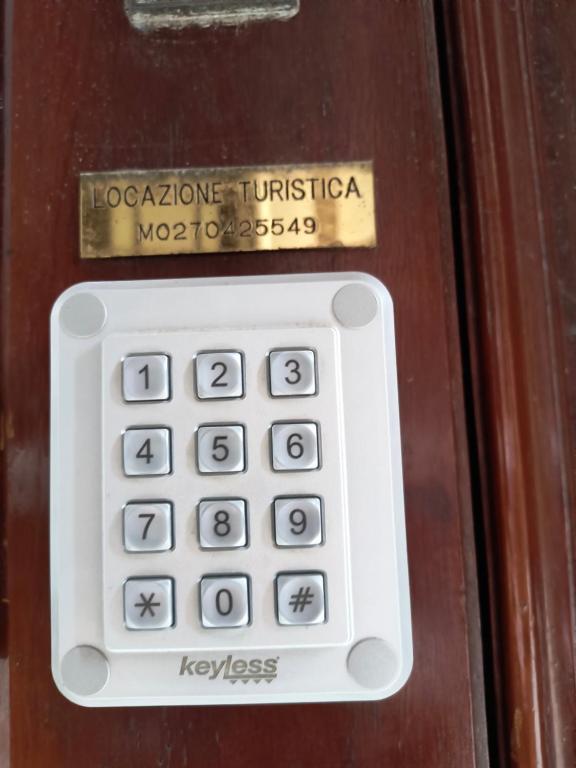 LOCAZIONE TURISTICA
M0270425549
1 2 3
4 5 6
7 8 9
* 0 #
keyless